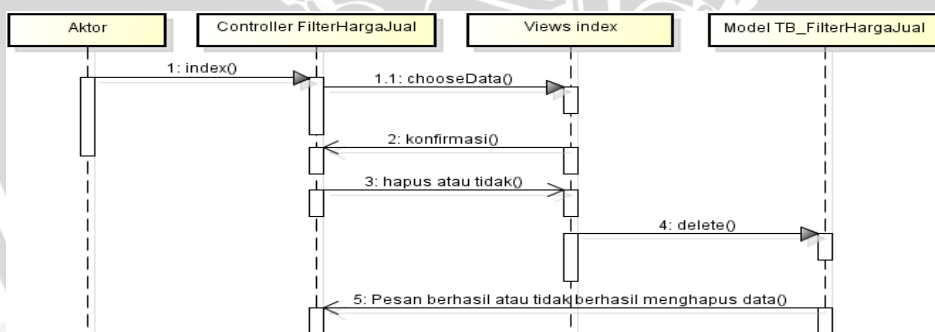 Aktor
Controller FilterHargaJual
Views index
Model TB_FilterHargaJual
1: index()
1.1: chooseData()
2: konfirmasi()
3: hapus atau tidak()
4: delete()
5: Pesan berhasil atau tidak berhasil menghapus data()